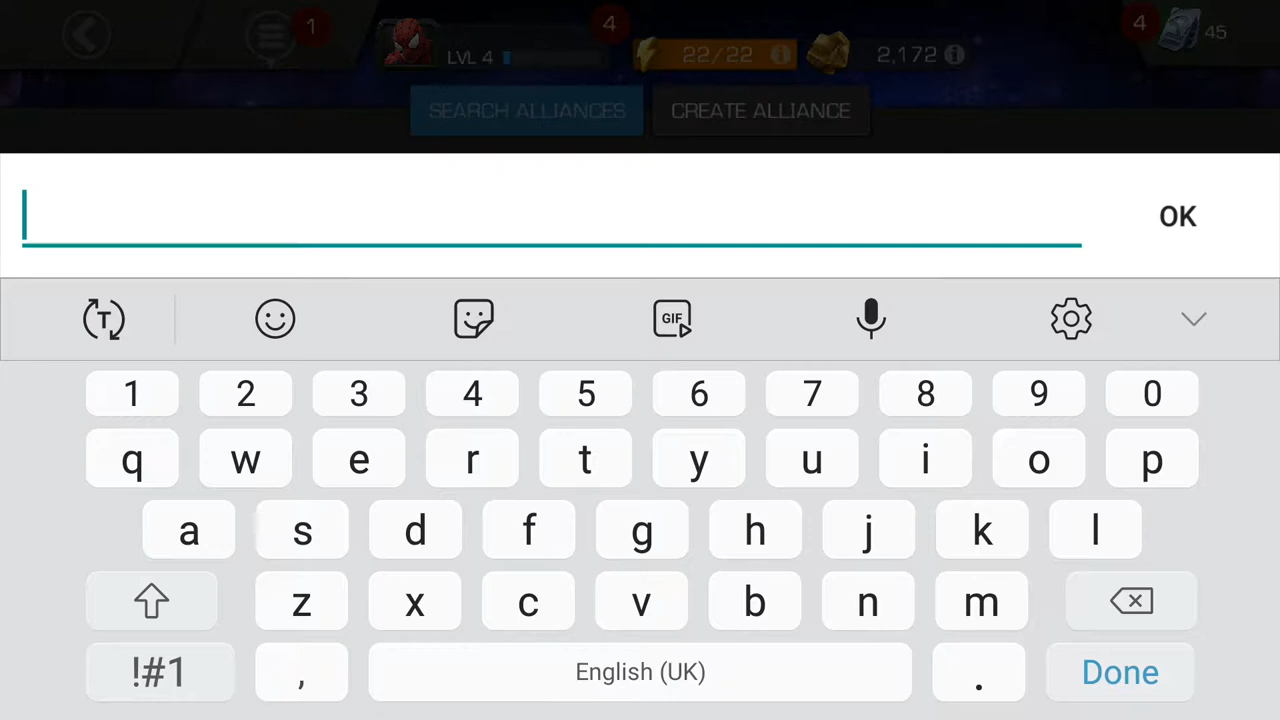 1
LVL 4
4
22/22
2,172
4
45
SEARCH ALLIANCES
CREATE ALLIANCE
OK
T
GIF
1 2 3 4 5 6 7 8 9 0
q w e r t y u i o p
a s d f g h j k l
z x c v b n m
!#1 , English (UK) . Done